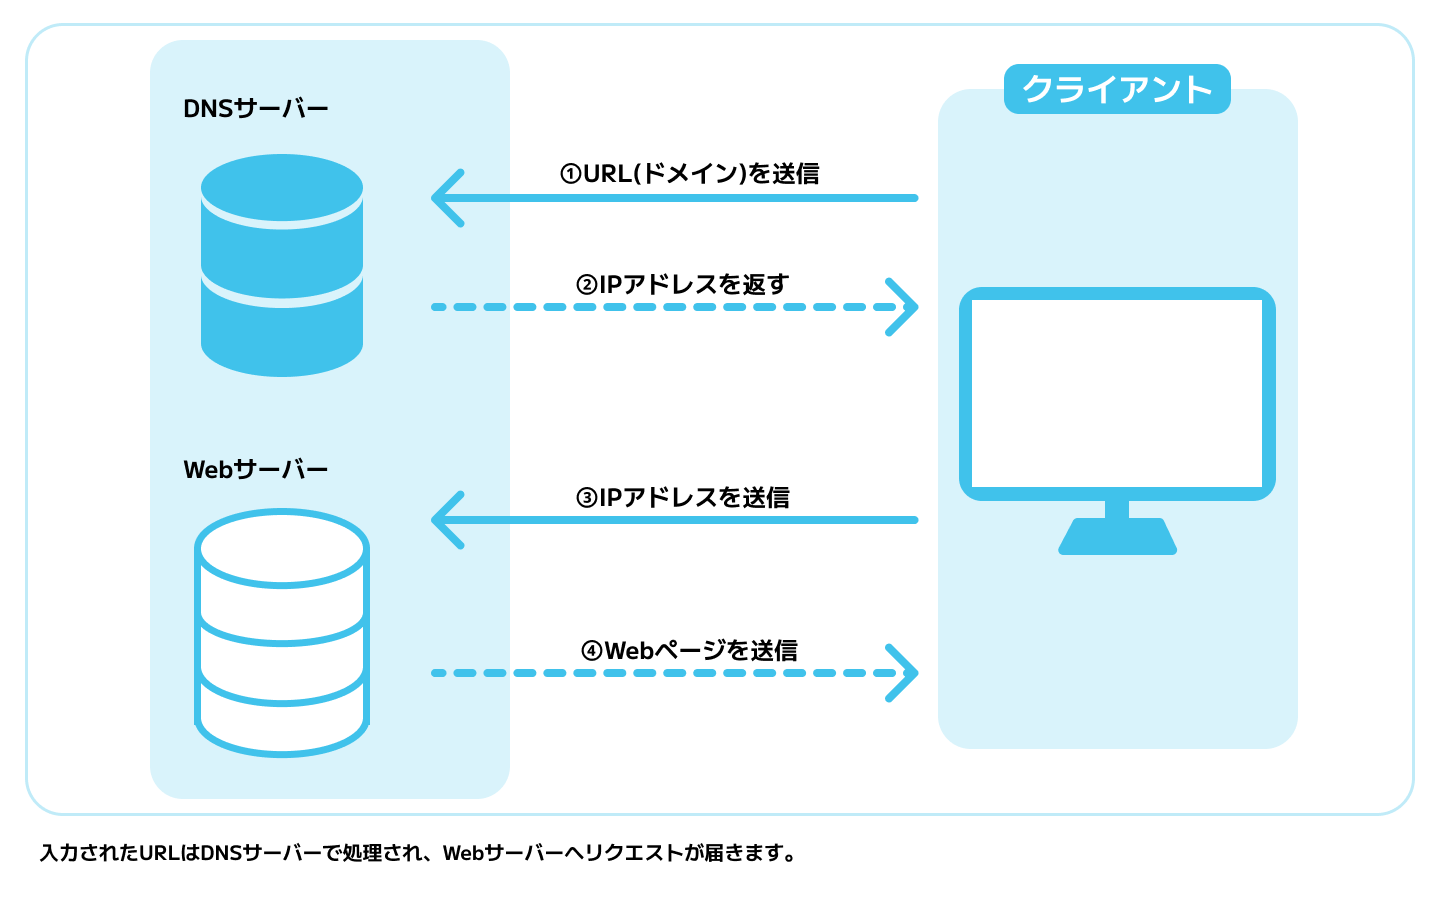 クライアント
DNSサーバー
①URL(ドメイン)を送信
②IPアドレスを返す
Webサーバー
③IPアドレスを送信
④Webページを送信
入力されたURLはDNSサーバーで処理され、Webサーバーへリクエストが届きます。